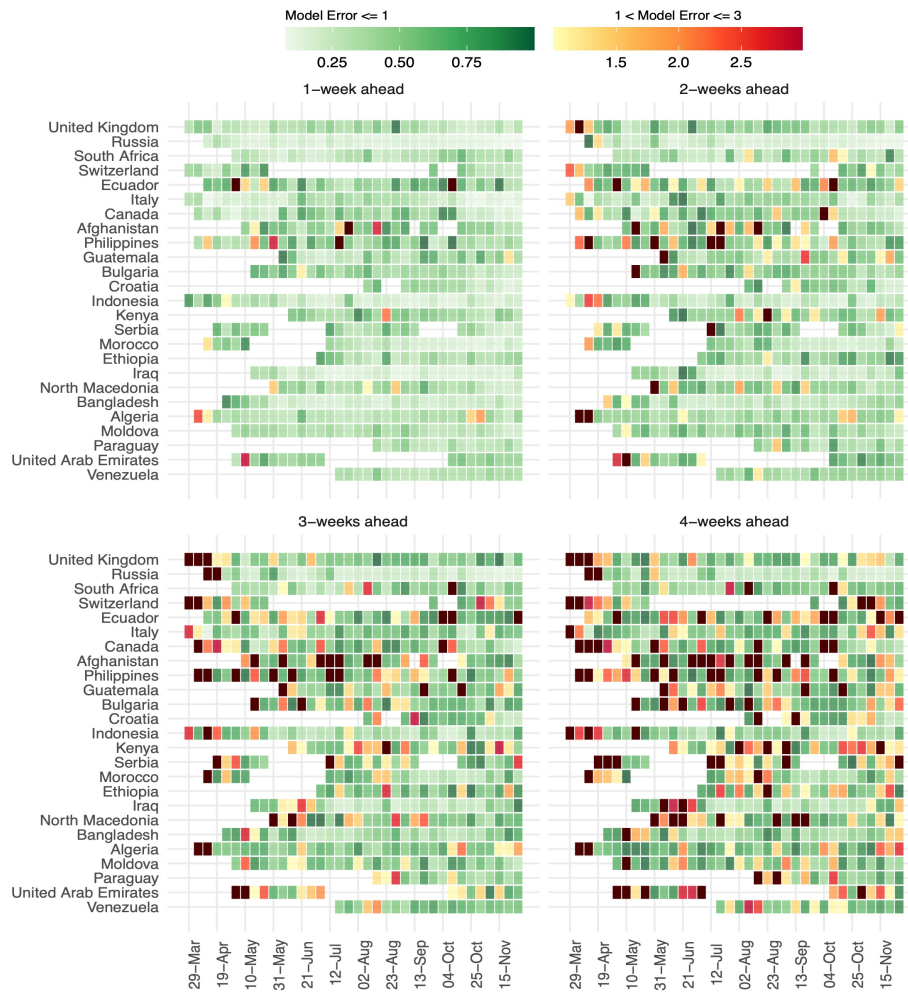 Model Error <= 1
1 < Model Error <= 3
0.25 0.50 0.75
1.5 2.0 2.5
1−week ahead
2−weeks ahead
United Kingdom
Russia
South Africa
Switzerland
Ecuador
Italy
Canada
Afghanistan
Philippines
Guatemala
Bulgaria
Croatia
Indonesia
Kenya
Serbia
Morocco
Ethiopia
Iraq
North Macedonia
Bangladesh
Algeria
Moldova
Paraguay
United Arab Emirates
Venezuela
3−weeks ahead
4−weeks ahead
United Kingdom
Russia
South Africa
Switzerland
Ecuador
Italy
Canada
Afghanistan
Philippines
Guatemala
Bulgaria
Croatia
Indonesia
Kenya
Serbia
Morocco
Ethiopia
Iraq
North Macedonia
Bangladesh
Algeria
Moldova
Paraguay
United Arab Emirates
Venezuela
29−Mar
19−Apr
10−May
31−May
21−Jun
12−Jul
02−Aug
23−Aug
13−Sep
04−Oct
25−Oct
15−Nov
29−Mar
19−Apr
10−May
31−May
21−Jun
12−Jul
02−Aug
23−Aug
13−Sep
04−Oct
25−Oct
15−Nov